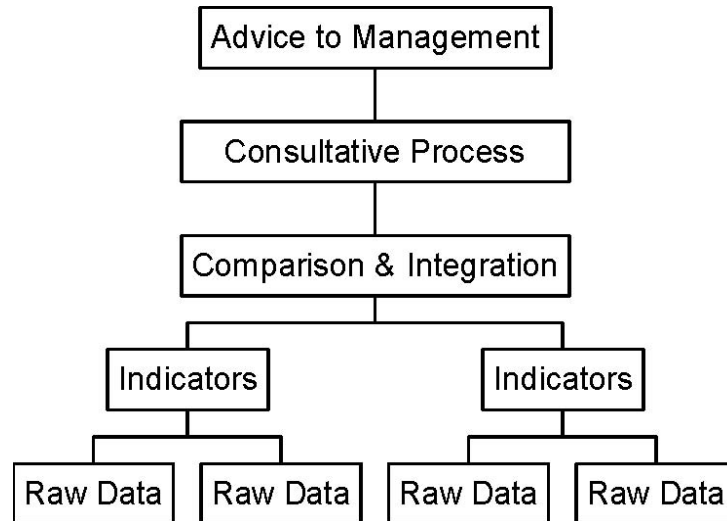 Advice to Management
Consultative Process
Comparison & Integration
Indicators
Indicators
Raw Data
Raw Data
Raw Data
Raw Data